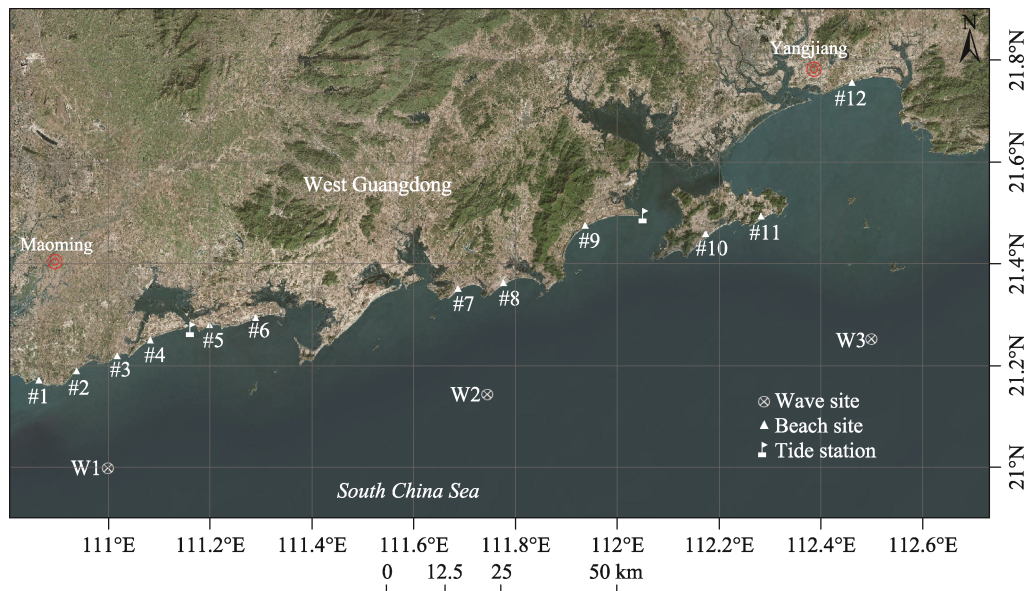 N
Yangjiang
21.8°N
#12
21.6°N
West Guangdong
#9
#11
#10
Maoming
21.4°N
#7
#8
#6
#5
#4
#3
#2
#1
W3
21.2°N
W2
Wave site
Beach site
Tide station
W1
21°N
South China Sea
111°E 111.2°E 111.4°E 111.6°E 111.8°E 112°E 112.2°E 112.4°E 112.6°E
0 12.5 25 50 km